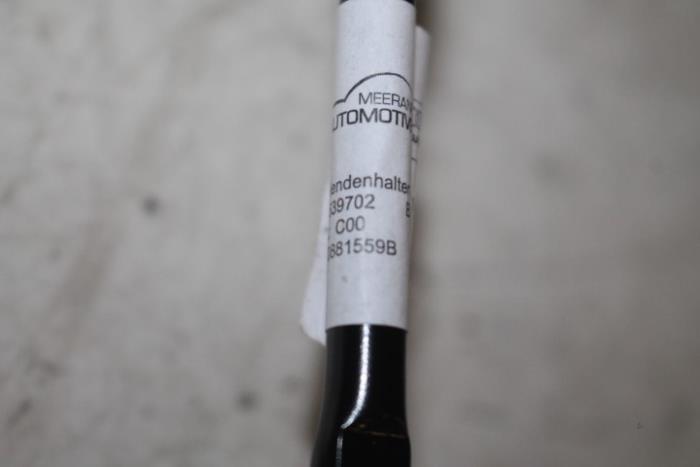 MEERAN
UTOMOTIV
endenhalter
39702
C00
881559B